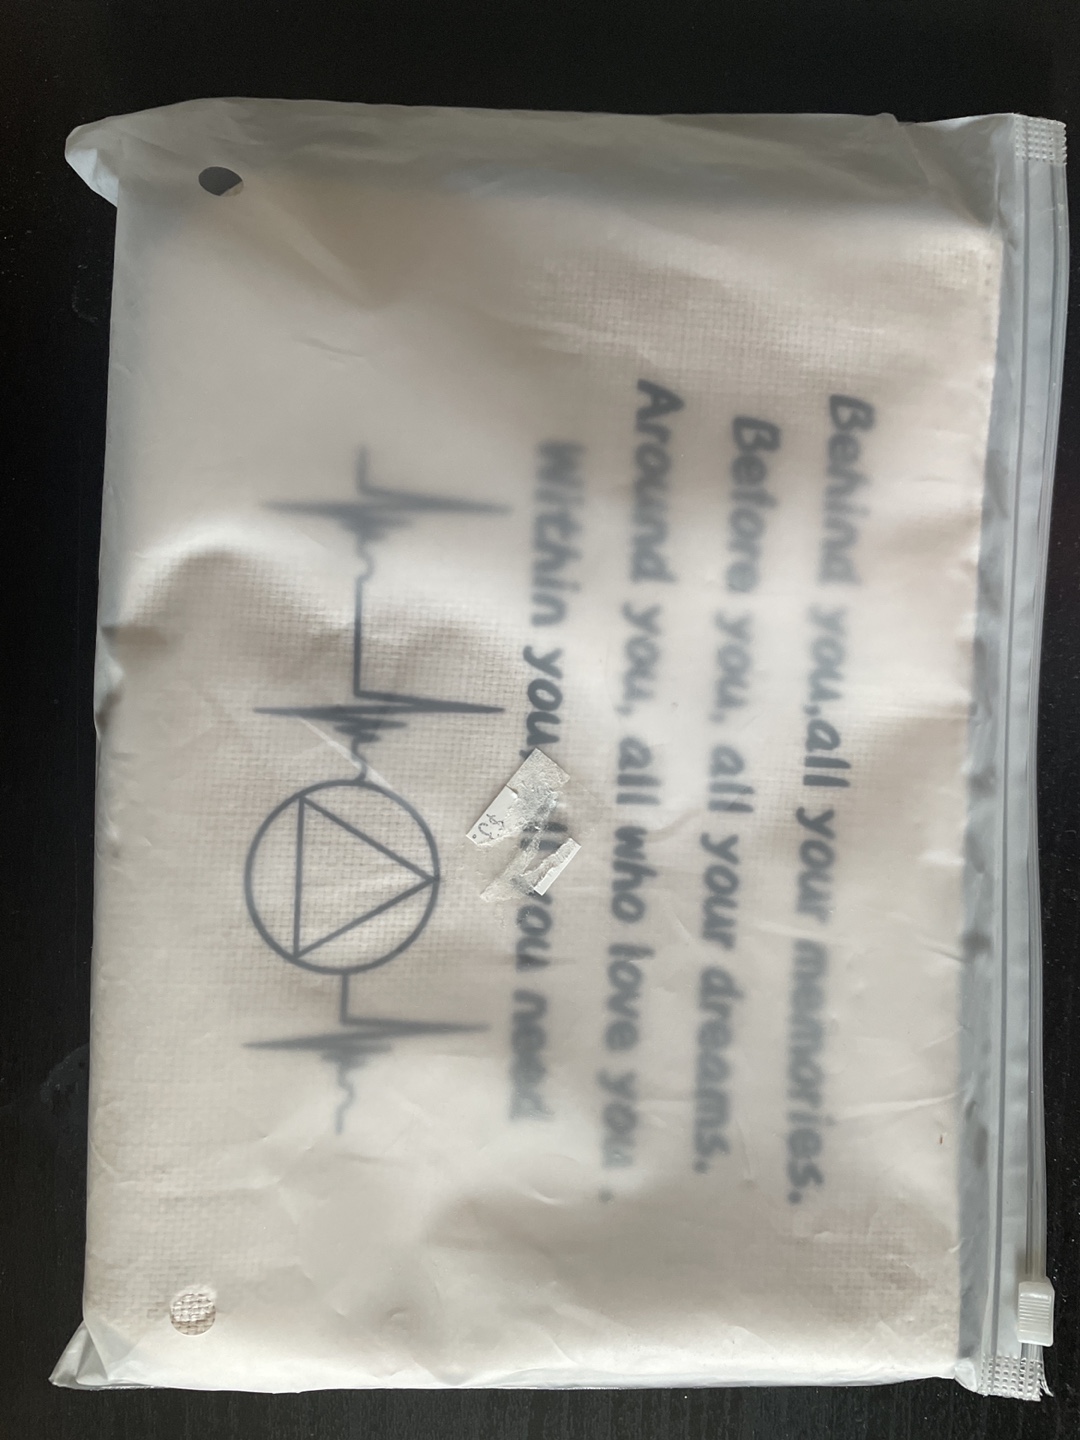 Behind you,all your memories.
Before you, all your dreams.
Around you, all who love you.
Within you, you need